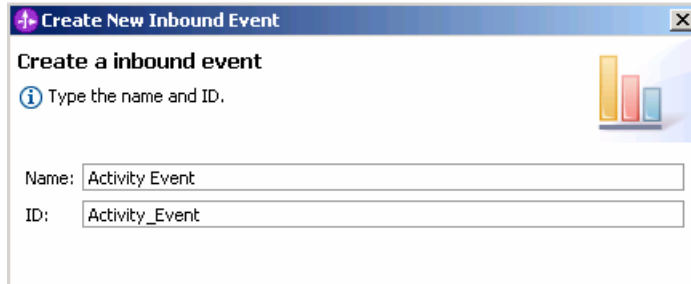 Create New Inbound Event
Create a inbound event
Type the name and ID.
Name: Activity Event
ID: Activity_Event